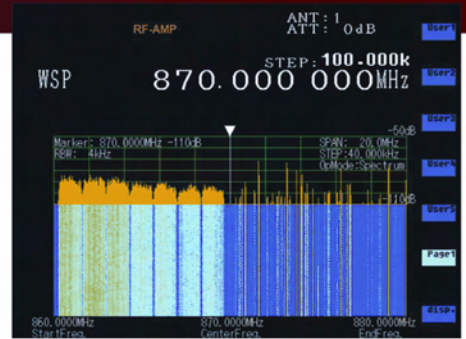 ANT:1
RF-AMP ATT: 0dB
User1
STEP:100.000k
WSP 870.000 000MHz
User2
User3
-50dB
Marker: 870.0000MHz -110dB SPAN: 20.0MHz
RBW: 4kHz STEP:40.000kHz
OpMode:Spectrum
User4
-110dB
User5
Page1
disp.
860.0000MHz 870.0000MHz 880.0000MHz
StartFreq. CenterFreq. EndFreq.